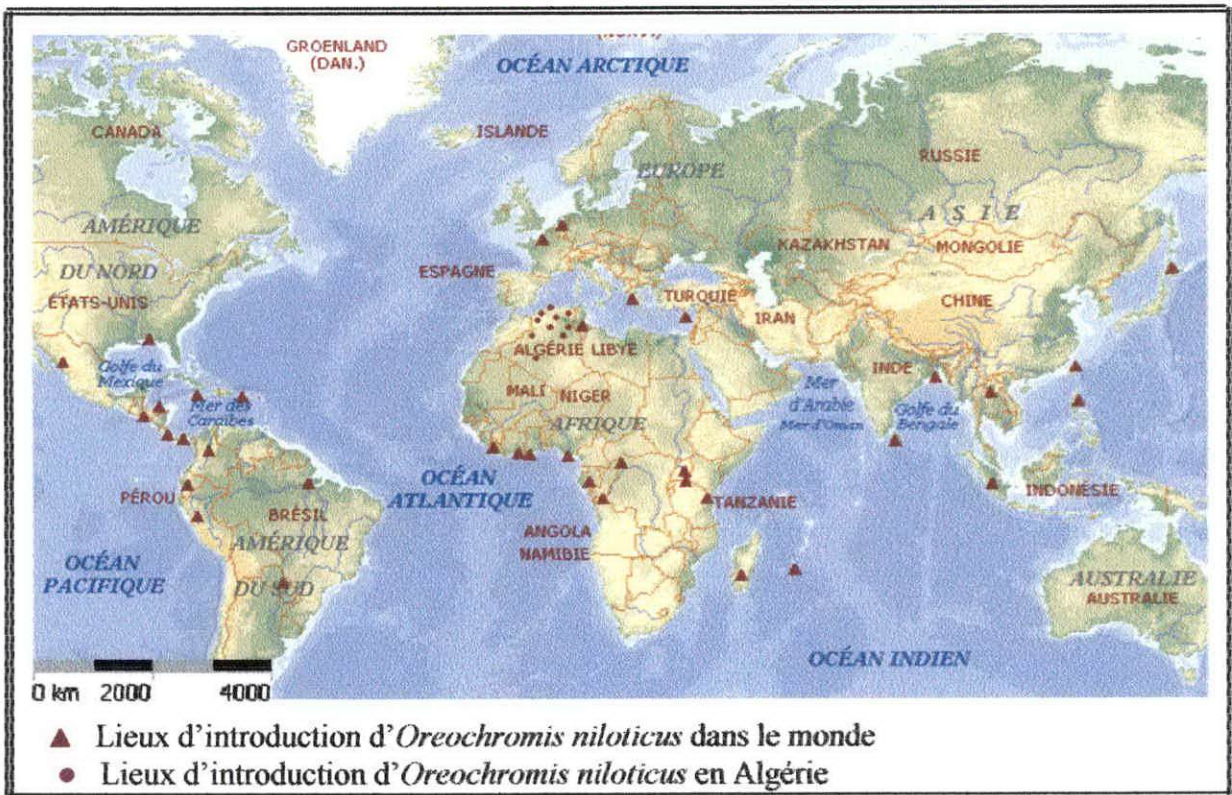 GROENLAND
(DAN.)
OCÉAN ARCTIQUE
CANADA
ISLANDE
RUSSIE
EUROPE
ASIE
AMÉRIQUE
DU NORD
KAZAKHSTAN
MONGOLIE
ESPAGNE
ÉTATS-UNIS
TURQUIE
CHINE
IRAN
Golfe du
Mexique
ALGÉRIE LIBYE
INDE
MALI NIGER
Mer
d'Arabie
Mer d'Oman
Mer des
Caraïbes
AFRIQUE
Golfe du
Bengale
OCÉAN
ATLANTIQUE
PÉROU
BRÉSIL
TANZANIE
INDONÉSIE
ANGOLA
NAMIBIE
AMÉRIQUE
DU SUD
OCÉAN
PACIFIQUE
AUSTRALIE
AUSTRALIE
OCÉAN INDIEN
0 km 2000 4000
Lieux d'introduction d'Oreochromis niloticus dans le monde
Lieux d'introduction d'Oreochromis niloticus en Algérie